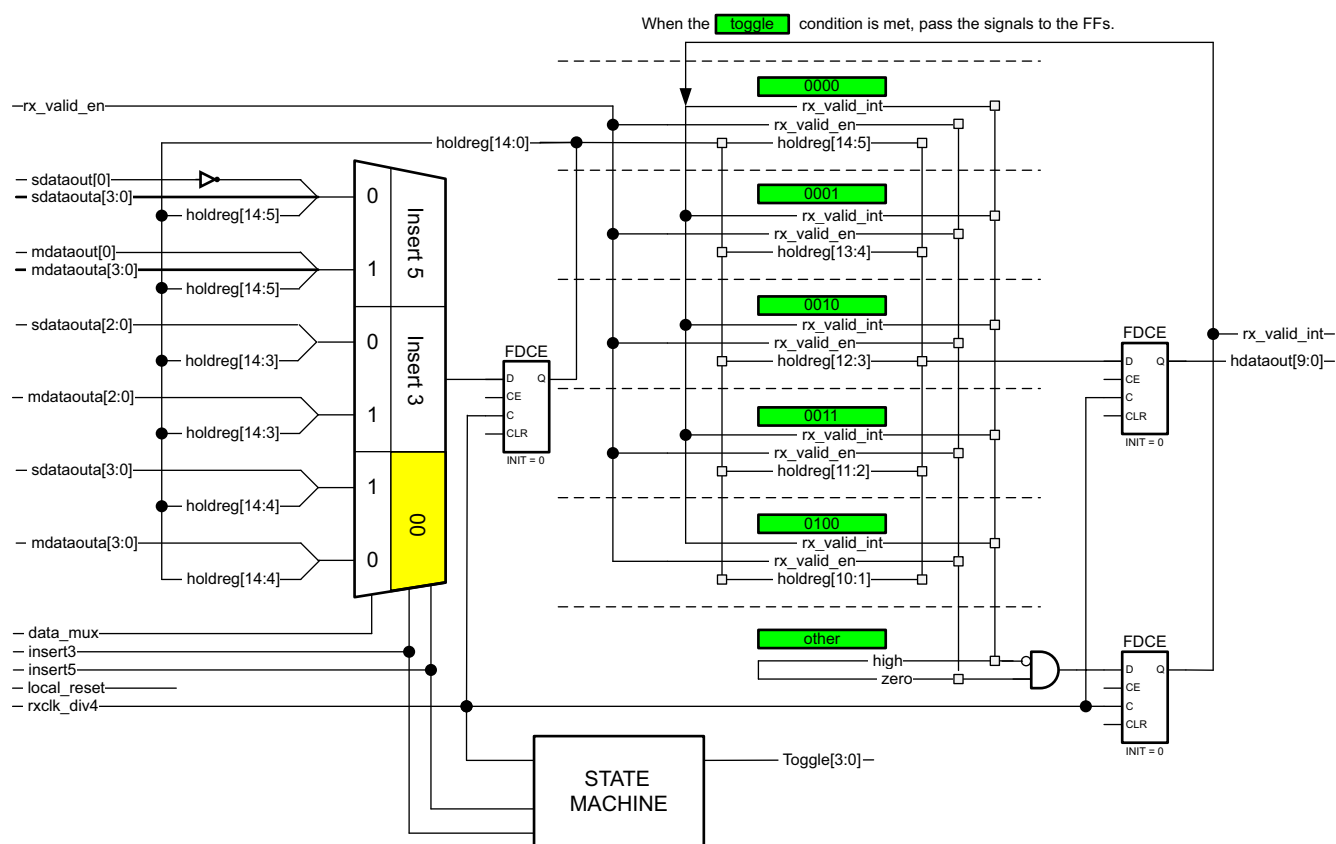 When the toggle condition is met, pass the signals to the FFs.
0000
rx_valid_en
rx_valid_int
rx_valid_en
holdreg[14:0]
holdreg[14:5]
sdataout[0]
sdataouta[3:0]
holdreg[14:5]
0
Insert 5
0001
rx_valid_int
rx_valid_en
holdreg[13:4]
mdataout[0]
mdataouta[3:0]
holdreg[14:5]
1
0010
rx_valid_int
rx_valid_en
holdreg[12:3]
sdataouta[2:0]
holdreg[14:3]
0
Insert 3
FDCE
D Q
CE
C
CLR
INIT = 0
FDCE
D Q
CE
C
CLR
INIT = 0
rx_valid_int
hdataout[9:0]
mdataouta[2:0]
holdreg[14:3]
1
0011
rx_valid_int
rx_valid_en
holdreg[11:2]
sdataouta[3:0]
holdreg[14:4]
1
00
0100
rx_valid_int
rx_valid_en
holdreg[10:1]
mdataouta[3:0]
holdreg[14:4]
0
data_mux
insert3
insert5
local_reset
rxclk_div4
other
high
zero
FDCE
D Q
CE
C
CLR
INIT = 0
STATE
MACHINE
Toggle[3:0]